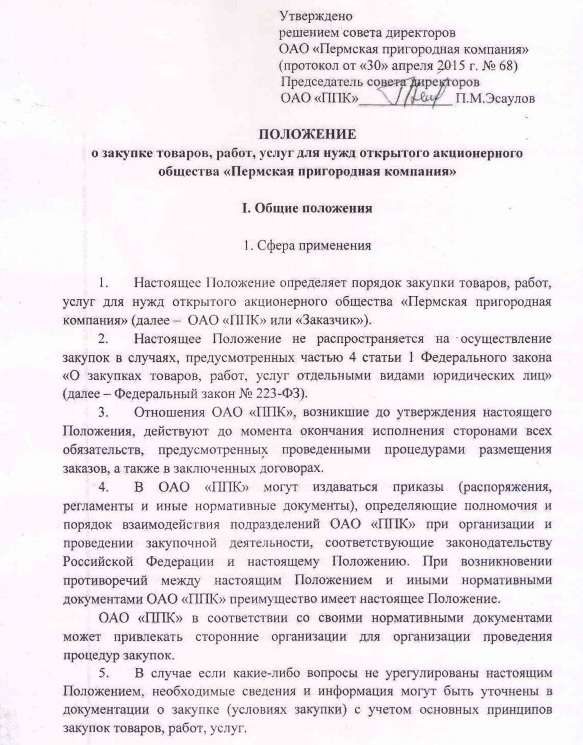 Утверждено
решением совета директоров
ОАО «Пермская пригородная компания»
(протокол от «30» апреля 2015 г. № 68)
Председатель совета директоров
ОАО «ППК» П.М.Эсаулов
ПОЛОЖЕНИЕ
о закупке товаров, работ, услуг для нужд открытого акционерного
общества «Пермская пригородная компания»
I. Общие положения
1. Сфера применения
1. Настоящее Положение определяет порядок закупки товаров, работ,
услуг для нужд открытого акционерного общества «Пермская пригородная
компания» (далее – ОАО «ППК» или «Заказчик»).
2. Настоящее Положение не распространяется на осуществление
закупок в случаях, предусмотренных частью 4 статьи 1 Федерального закона
«О закупках товаров, работ, услуг отдельными видами юридических лиц»
(далее – Федеральный закон № 223-ФЗ).
3. Отношения ОАО «ППК», возникшие до утверждения настоящего
Положения, действуют до момента окончания исполнения сторонами всех
обязательств, предусмотренных проведенными процедурами размещения
заказов, а также в заключенных договорах.
4. В ОАО «ППК» могут издаваться приказы (распоряжения,
регламенты и иные нормативные документы), определяющие полномочия и
порядок взаимодействия подразделений ОАО «ППК» при организации и
проведении закупочной деятельности, соответствующие законодательству
Российской Федерации и настоящему Положению. При возникновении
противоречий между настоящим Положением и иными нормативными
документами ОАО «ППК» преимущество имеет настоящее Положение.
ОАО «ППК» в соответствии со своими нормативными документами
может привлекать сторонние организации для организации проведения
процедур закупок.
5. В случае если какие-либо вопросы не урегулированы настоящим
Положением, необходимые сведения и информация могут быть уточнены в
документации о закупке (условиях закупки) с учетом основных принципов
закупок товаров, работ, услуг.